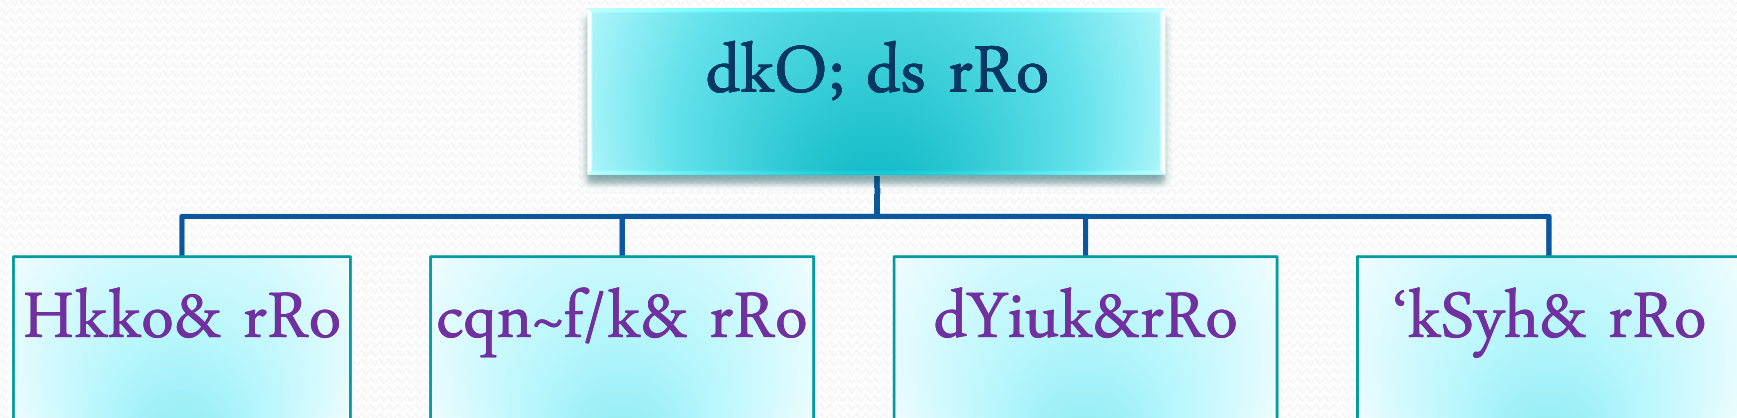 dkO; ds rRo
Hkko& rRo
cqn~f/k& rRo
dYiuk&rRo
‘kSyh& rRo